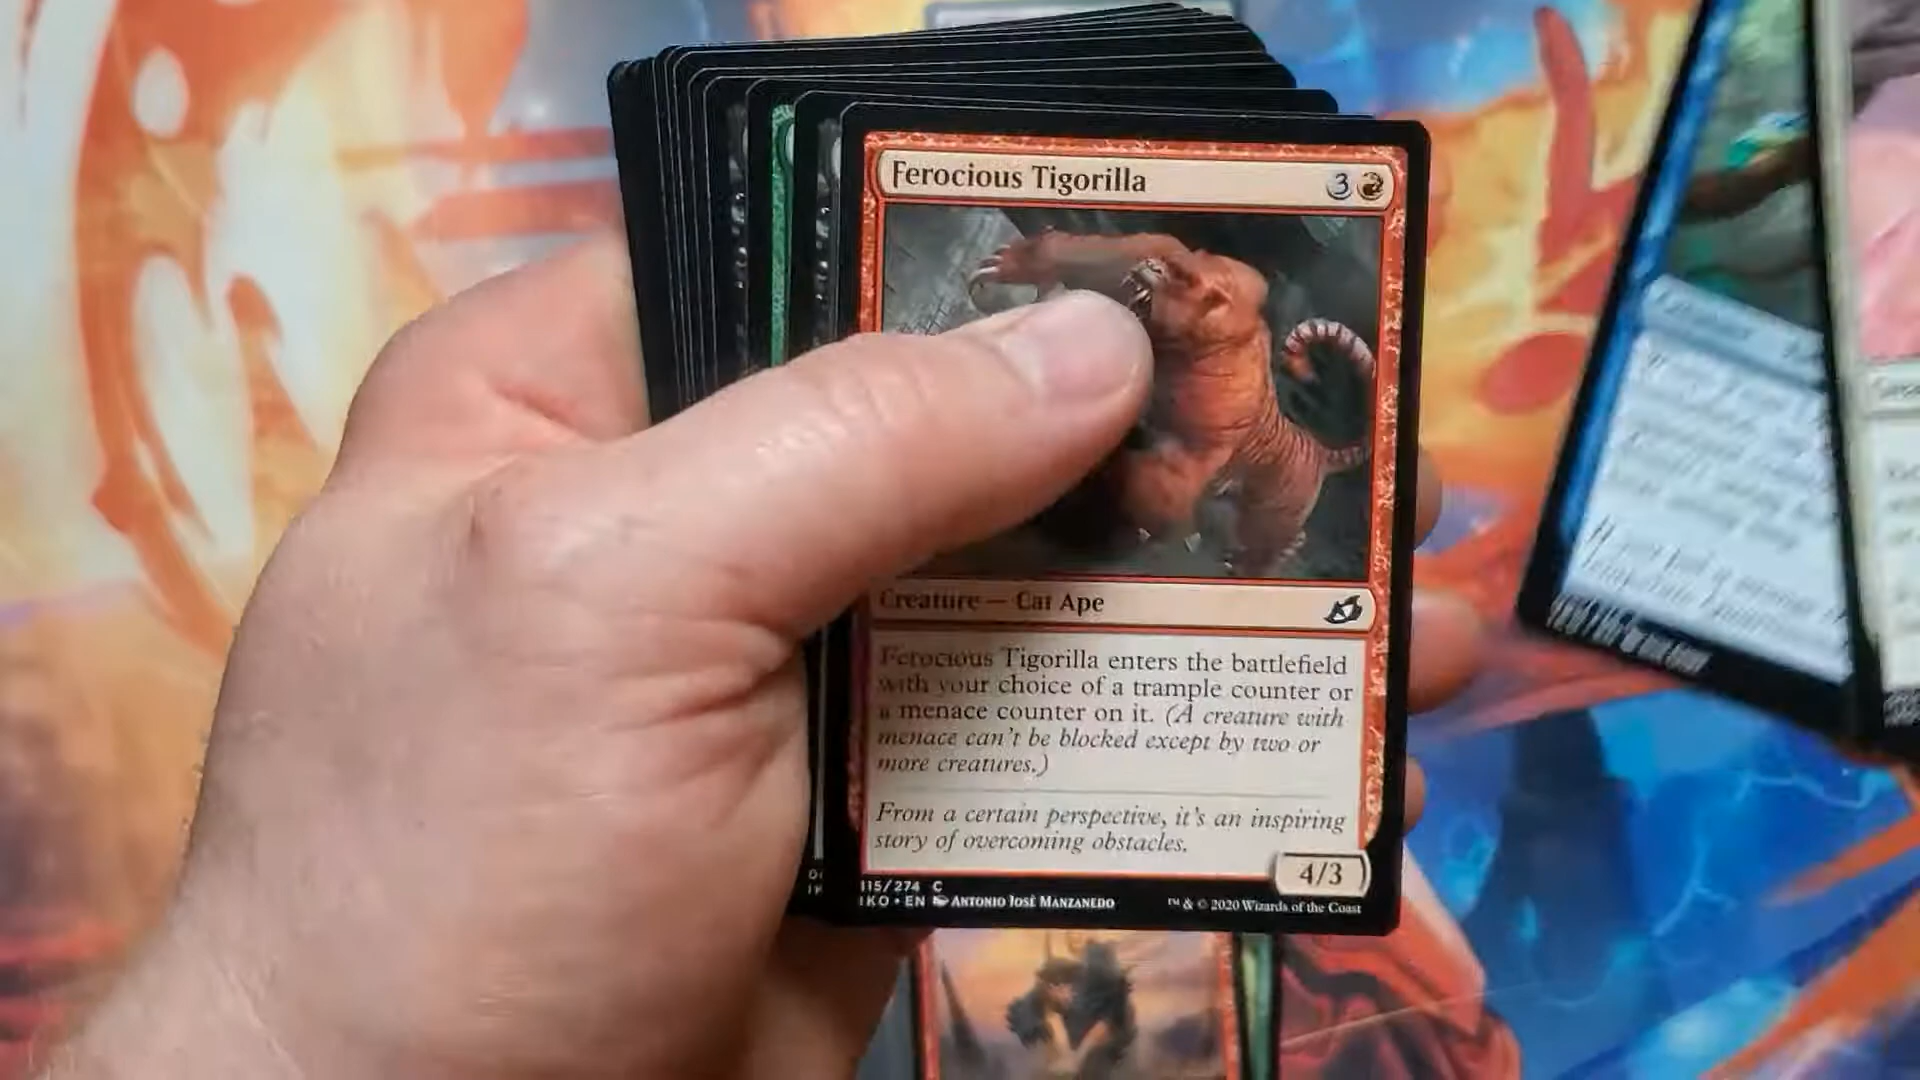 Ferocious Tigorilla 3
Creature — Cat Ape
Ferocious Tigorilla enters the battlefield
with your choice of a trample counter or
a menace counter on it. (A creature with
menace can't be blocked except by two or
more creatures.)
From a certain perspective, it's an inspiring
story of overcoming obstacles.
4/3
115/274 C
IKO • EN ANTONIO JOSÉ MANZANEDO
™ & © 2020 Wizards of the Coast